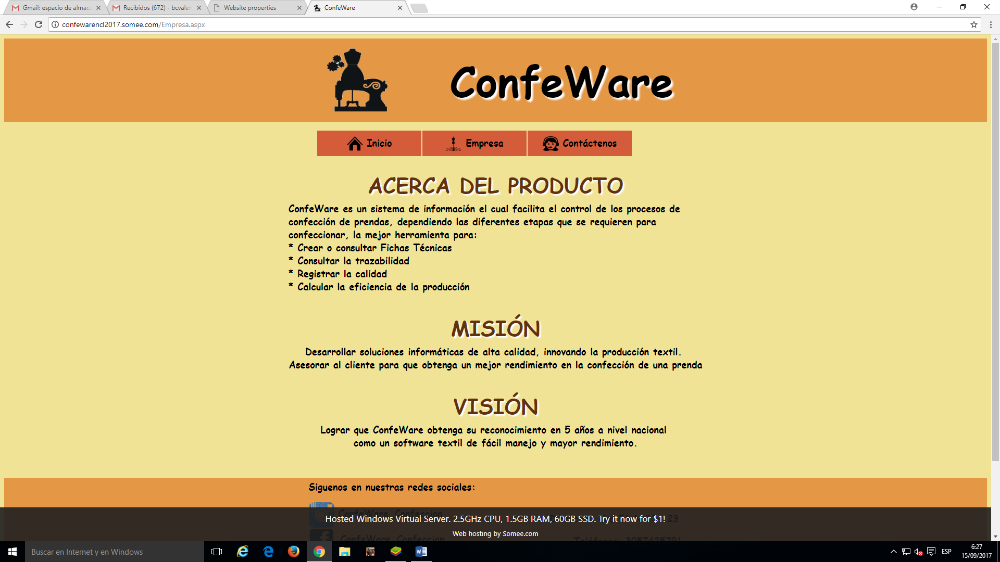 Gmail: espacio de almace
Recibidos (672) - bcvaler
Website properties
ConfeWare
confewarencl2017.somee.com/Empresa.aspx
ConfeWare
Inicio
Empresa
Contáctenos
ACERCA DEL PRODUCTO
ConfeWare es un sistema de información el cual facilita el control de los procesos de
confección de prendas, dependiendo las diferentes etapas que se requieren para
confeccionar, la mejor herramienta para:
* Crear o consultar Fichas Técnicas
* Consultar la trazabilidad
* Registrar la calidad
* Calcular la eficiencia de la producción
MISIÓN
Desarrollar soluciones informáticas de alta calidad, innovando la producción textil.
Asesorar al cliente para que obtenga un mejor rendimiento en la confección de una prenda
VISIÓN
Lograr que ConfeWare obtenga su reconocimiento en 5 años a nivel nacional
como un software textil de fácil manejo y mayor rendimiento.
Siguenos en nuestras redes sociales:
ConfeWare Confeccion
Hosted Windows Virtual Server. 2.5GHz CPU, 1.5GB RAM, 60GB SSD. Try it now for $1!
Web hosting by Somee.com
ConfeWare Confeccion
Teléfono: 3057425791
Buscar en Internet y en Windows
ESP
6:27
15/09/2017